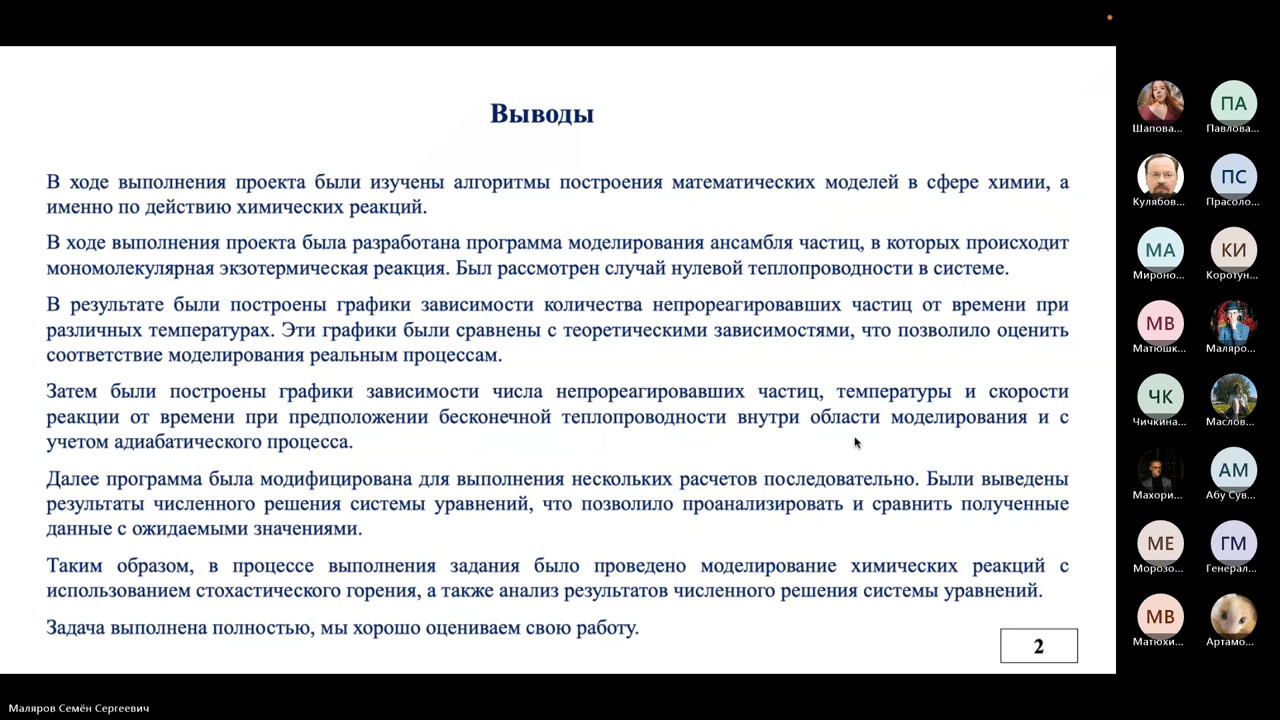 Выводы
В ходе выполнения проекта были изучены алгоритмы построения математических моделей в сфере химии, а
именно по действию химических реакций.
В ходе выполнения проекта была разработана программа моделирования ансамбля частиц, в которых происходит
мономолекулярная экзотермическая реакция. Был рассмотрен случай нулевой теплопроводности в системе.
В результате были построены графики зависимости количества непрореагировавших частиц от времени при
различных температурах. Эти графики были сравнены с теоретическими зависимостями, что позволило оценить
соответствие моделирования реальным процессам.
Затем были построены графики зависимости числа непрореагировавших частиц, температуры и скорости
реакции от времени при предположении бесконечной теплопроводности внутри области моделирования и с
учетом адиабатического процесса.
Далее программа была модифицирована для выполнения нескольких расчетов последовательно. Были выведены
результаты численного решения системы уравнений, что позволило проанализировать и сравнить полученные
данные с ожидаемыми значениями.
Таким образом, в процессе выполнения задания было проведено моделирование химических реакций с
использованием стохастического горения, а также анализ результатов численного решения системы уравнений.
Задача выполнена полностью, мы хорошо оцениваем свою работу.
2
Шапова...
ПА
Павлова...
Кулябов...
ПС
Прасоло...
МА
Мироно...
КИ
Коротун...
МВ
Матюшк...
Маляро...
ЧК
Чичкина...
Маслов...
Махори...
АМ
Абу Сув...
МЕ
Морозо...
ГМ
Генерал...
МВ
Матюхи...
Артамо...
Маляров Семён Сергеевич